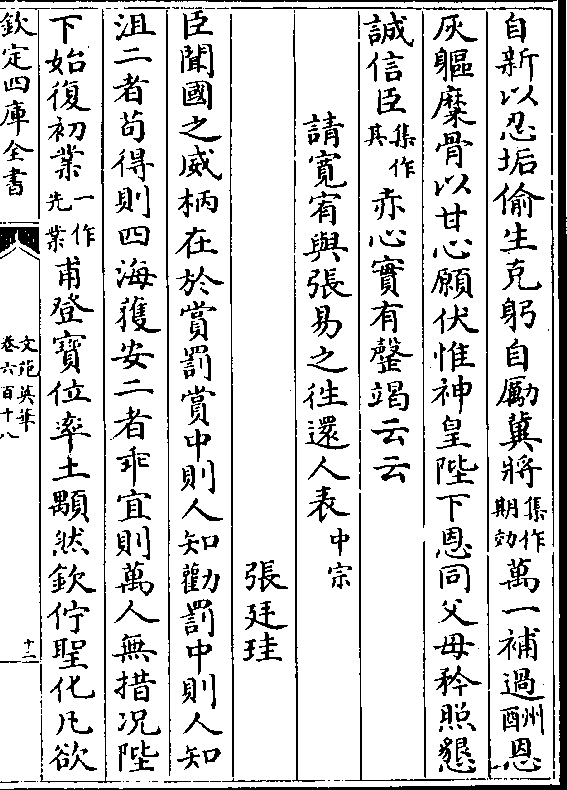 自新以忍垢偷生克躬自勵冀將集作期効萬一補過酬恩
灰軀糜骨以甘心願伏惟神皇陛下恩同父母矜照懇
誠信臣集作其赤心實有罄竭云云
請寛宥與張易之徃還人表中宗
張廷珪
臣聞國之威柄在於賞罰賞中則人知勸罰中則人知
沮二者苟得則四海獲安二者乖宜則萬人無措况陛
下始復初業一作先業甫登寶位率土顒然欽佇聖化凡欲
欽定四庫全書
文苑英華
卷六百十八
十二